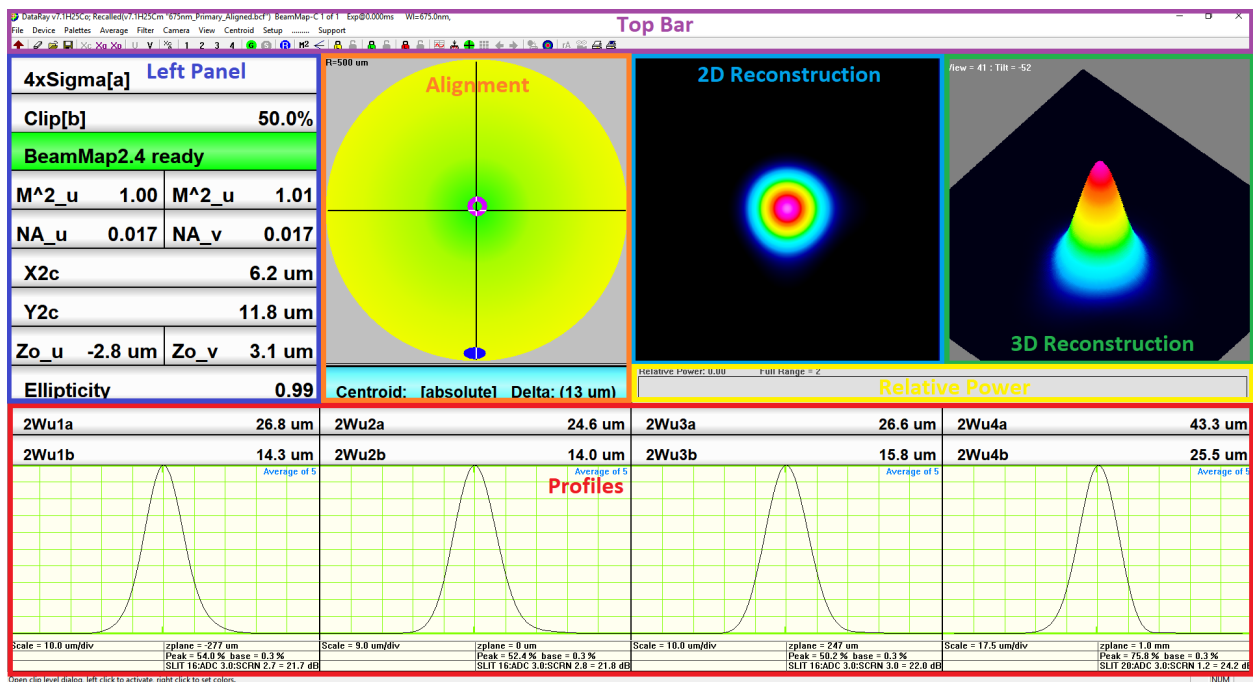 DataRay v7.1H25Co; Recalled(v7.1H25Cm "675nm_Primary_Aligned.bcf") BeamMap-C 1 of 1 Exp@0.000ms Wl=675.0nm,
Top Bar
File Device Palettes Average Filter Camera View Centroid Setup ......... Support
Xc Xg Xp U V 1 2 3 4 G R M² rA
Left Panel
4xSigma[a]
Clip[b] 50.0%
BeamMap2.4 ready
M^2_u 1.00 M^2_u 1.01
NA_u 0.017 NA_v 0.017
X2c 6.2 um
Y2c 11.8 um
Zo_u -2.8 um Zo_v 3.1 um
Ellipticity 0.99
R=500 um
Alignment
Centroid: [absolute] Delta: (13 um)
2D Reconstruction
View = 41 : Tilt = -52
3D Reconstruction
Relative Power: 0.00 Full Range = 2
Relative Power
2Wu1a 26.8 um 2Wu2a 24.6 um 2Wu3a 26.6 um 2Wu4a 43.3 um
2Wu1b 14.3 um 2Wu2b 14.0 um 2Wu3b 15.8 um 2Wu4b 25.5 um
Average of 5 Average of 5 Average of 5 Average of 5
Profiles
Scale = 10.0 um/div zplane = -277 um Scale = 9.0 um/div zplane = 0 um Scale = 10.0 um/div zplane = 247 um Scale = 17.5 um/div zplane = 1.0 mm
Peak = 54.0 % base = 0.3 % Peak = 52.4 % base = 0.3 % Peak = 50.2 % base = 0.3 % Peak = 75.8 % base = 0.3 %
SLIT 16:ADC 3.0:SCRN 2.7 = 21.7 dB SLIT 16:ADC 3.0:SCRN 2.8 = 21.8 dB SLIT 16:ADC 3.0:SCRN 3.0 = 22.0 dB SLIT 20:ADC 3.0:SCRN 1.2 = 24.2 dB
Open clip level dialog, left click to activate, right click to set colors. NUM